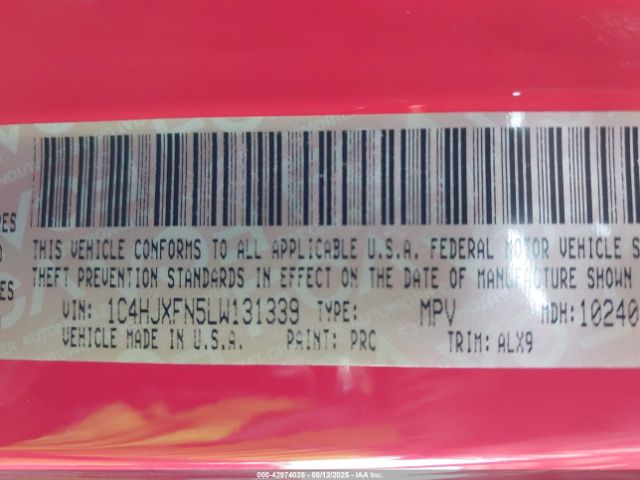 RES
THIS VEHICLE CONFORMS TO ALL APPLICABLE U.S.A. FEDERAL MOTOR VEHICLE S
THEFT PREVENTION STANDARDS IN EFFECT ON THE DATE OF MANUFACTURE SHOWN
ES
VIN: 1C4HJXFN5LW131339 TYPE: MPV MDH: 10240
VEHICLE MADE IN U.S.A. PAINT: PRC TRIM: ALX9
000-42974025 - 08/12/2025 - IAA Inc.